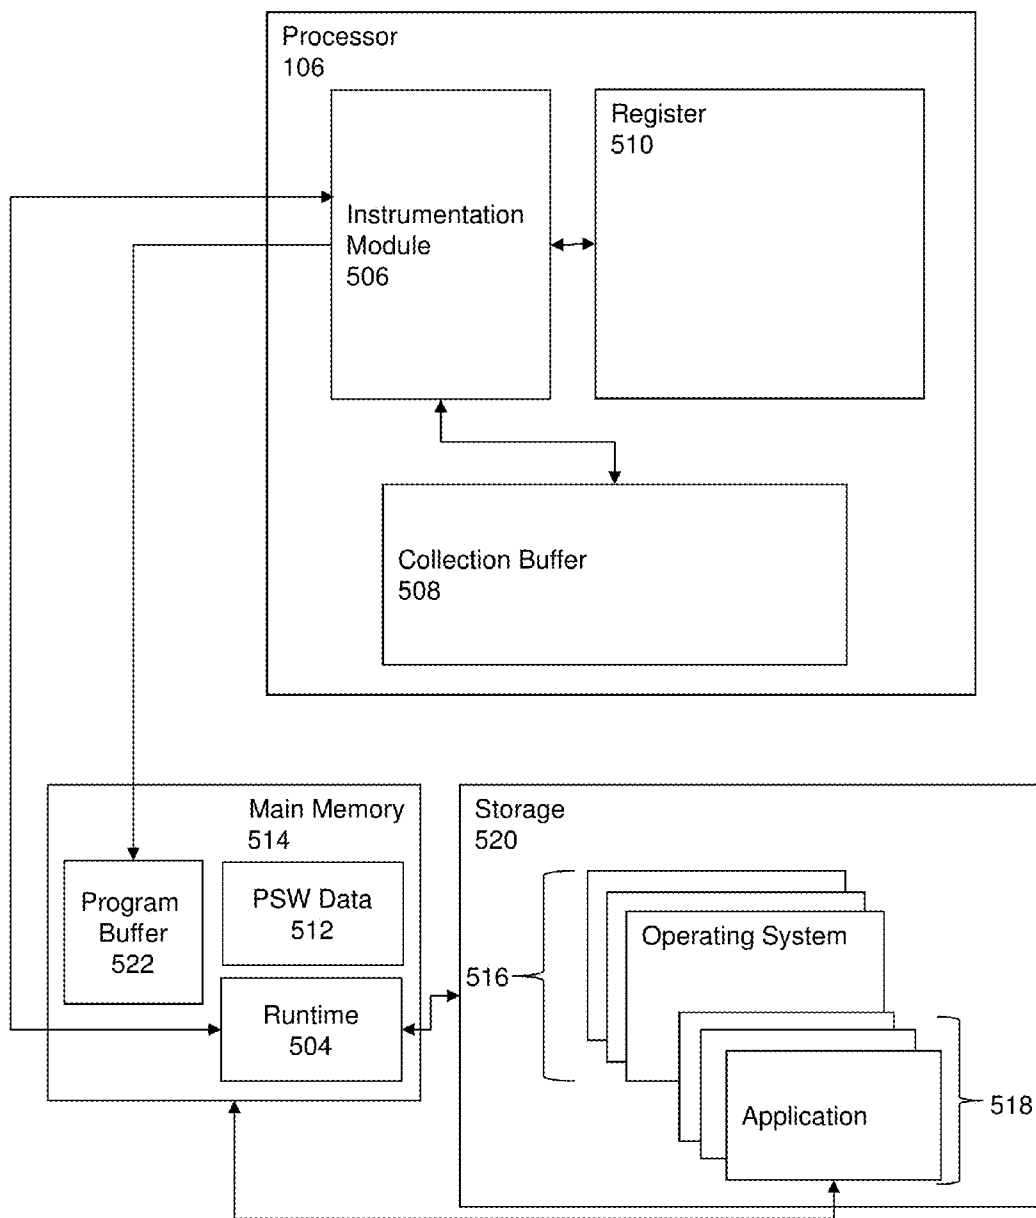 Processor
106
Register
510
Instrumentation
Module
506
Collection Buffer
508
Main Memory
514
Program
Buffer
522
PSW Data
512
Runtime
504
Storage
520
Operating System
516
Application
518